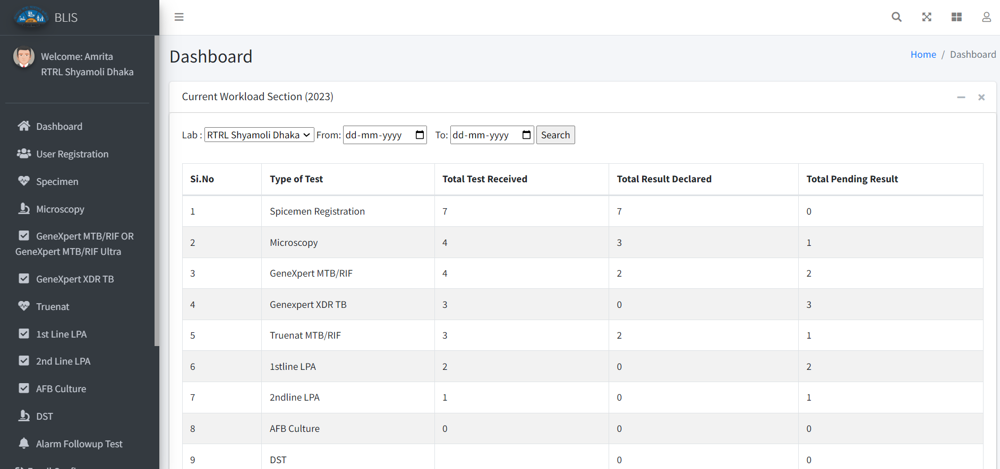 BLIS
Welcome: Amrita
RTRL Shyamoli Dhaka
Dashboard
User Registration
Specimen
Microscopy
GeneXpert MTB/RIF OR
GeneXpert MTB/RIF Ultra
GeneXpert XDR TB
Truenat
1st Line LPA
2nd Line LPA
AFB Culture
DST
Alarm Followup Test
Dashboard
Home / Dashboard
Current Workload Section (2023)
Lab : RTRL Shyamoli Dhaka From: dd-mm-yyyy To: dd-mm-yyyy Search
Si.No Type of Test Total Test Received Total Result Declared Total Pending Result
1 Spicemen Registration 7 7 0
2 Microscopy 4 3 1
3 GeneXpert MTB/RIF 4 2 2
4 Genexpert XDR TB 3 0 3
5 Truenat MTB/RIF 3 2 1
6 1stline LPA 2 0 2
7 2ndline LPA 1 0 1
8 AFB Culture 0 0 0
9 DST 0 0